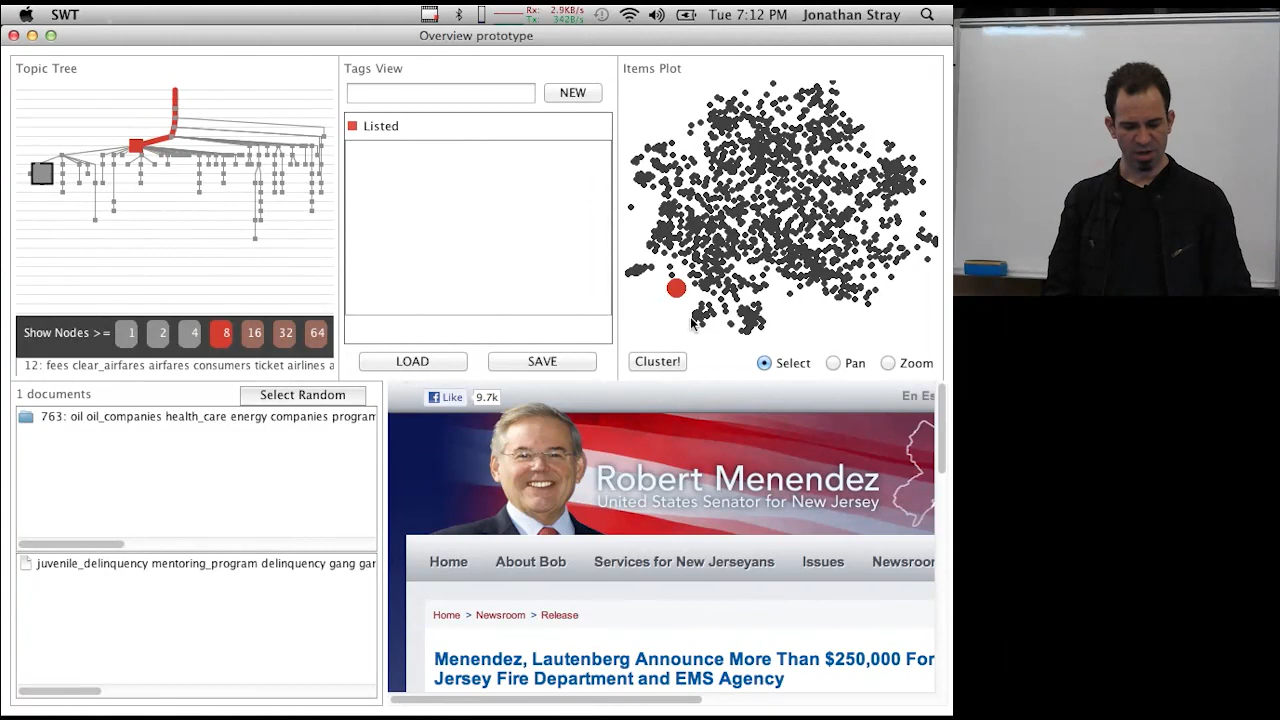 SWT
Rx: 2.9KB/s
Tx: 342B/s
Tue 7:12 PM
Jonathan Stray
Overview prototype
Topic Tree
Tags View
Items Plot
NEW
Listed
Show Nodes >=
1
2
4
8
16
32
64
LOAD
SAVE
Cluster!
Select
Pan
Zoom
12: fees clear_airfares airfares consumers ticket airlines a
1 documents
Select Random
763: oil oil_companies health_care energy companies program
juvenile_delinquency mentoring_program delinquency gang gar
Like
9.7k
En Es
Robert Menendez
United States Senator for New Jersey
Home
About Bob
Services for New Jerseyans
Issues
Newsroor
Home > Newsroom > Release
Menendez, Lautenberg Announce More Than $250,000 For
Jersey Fire Department and EMS Agency